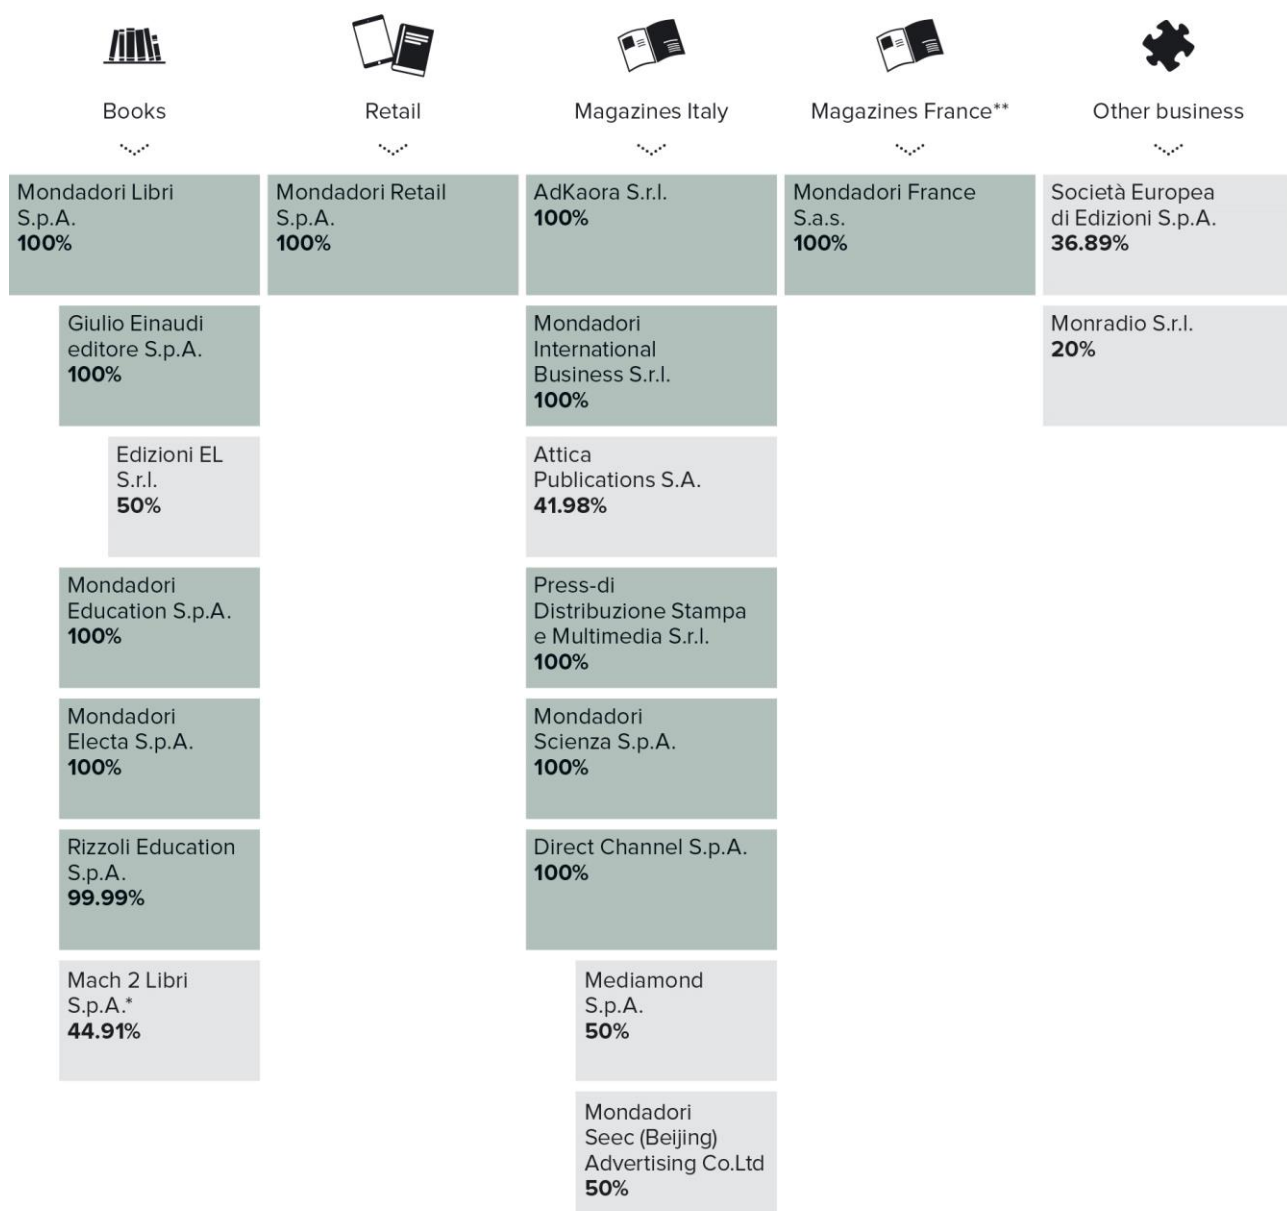 Books
Retail
Magazines Italy
Magazines France**
Other business
Mondadori Libri
S.p.A.
100%
Giulio Einaudi
editore S.p.A.
100%
Edizioni EL
S.r.l.
50%
Mondadori
Education S.p.A.
100%
Mondadori
Electa S.p.A.
100%
Rizzoli Education
S.p.A.
99.99%
Mach 2 Libri
S.p.A.*
44.91%
Mondadori Retail
S.p.A.
100%
AdKaora S.r.l.
100%
Mondadori
International
Business S.r.l.
100%
Attica
Publications S.A.
41.98%
Press-di
Distribuzione Stampa
e Multimedia S.r.l.
100%
Mondadori
Scienza S.p.A.
100%
Direct Channel S.p.A.
100%
Mediamond
S.p.A.
50%
Mondadori
Seec (Beijing)
Advertising Co.Ltd
50%
Mondadori France
S.a.s.
100%
Società Europea
di Edizioni S.p.A.
36.89%
Monradio S.r.l.
20%